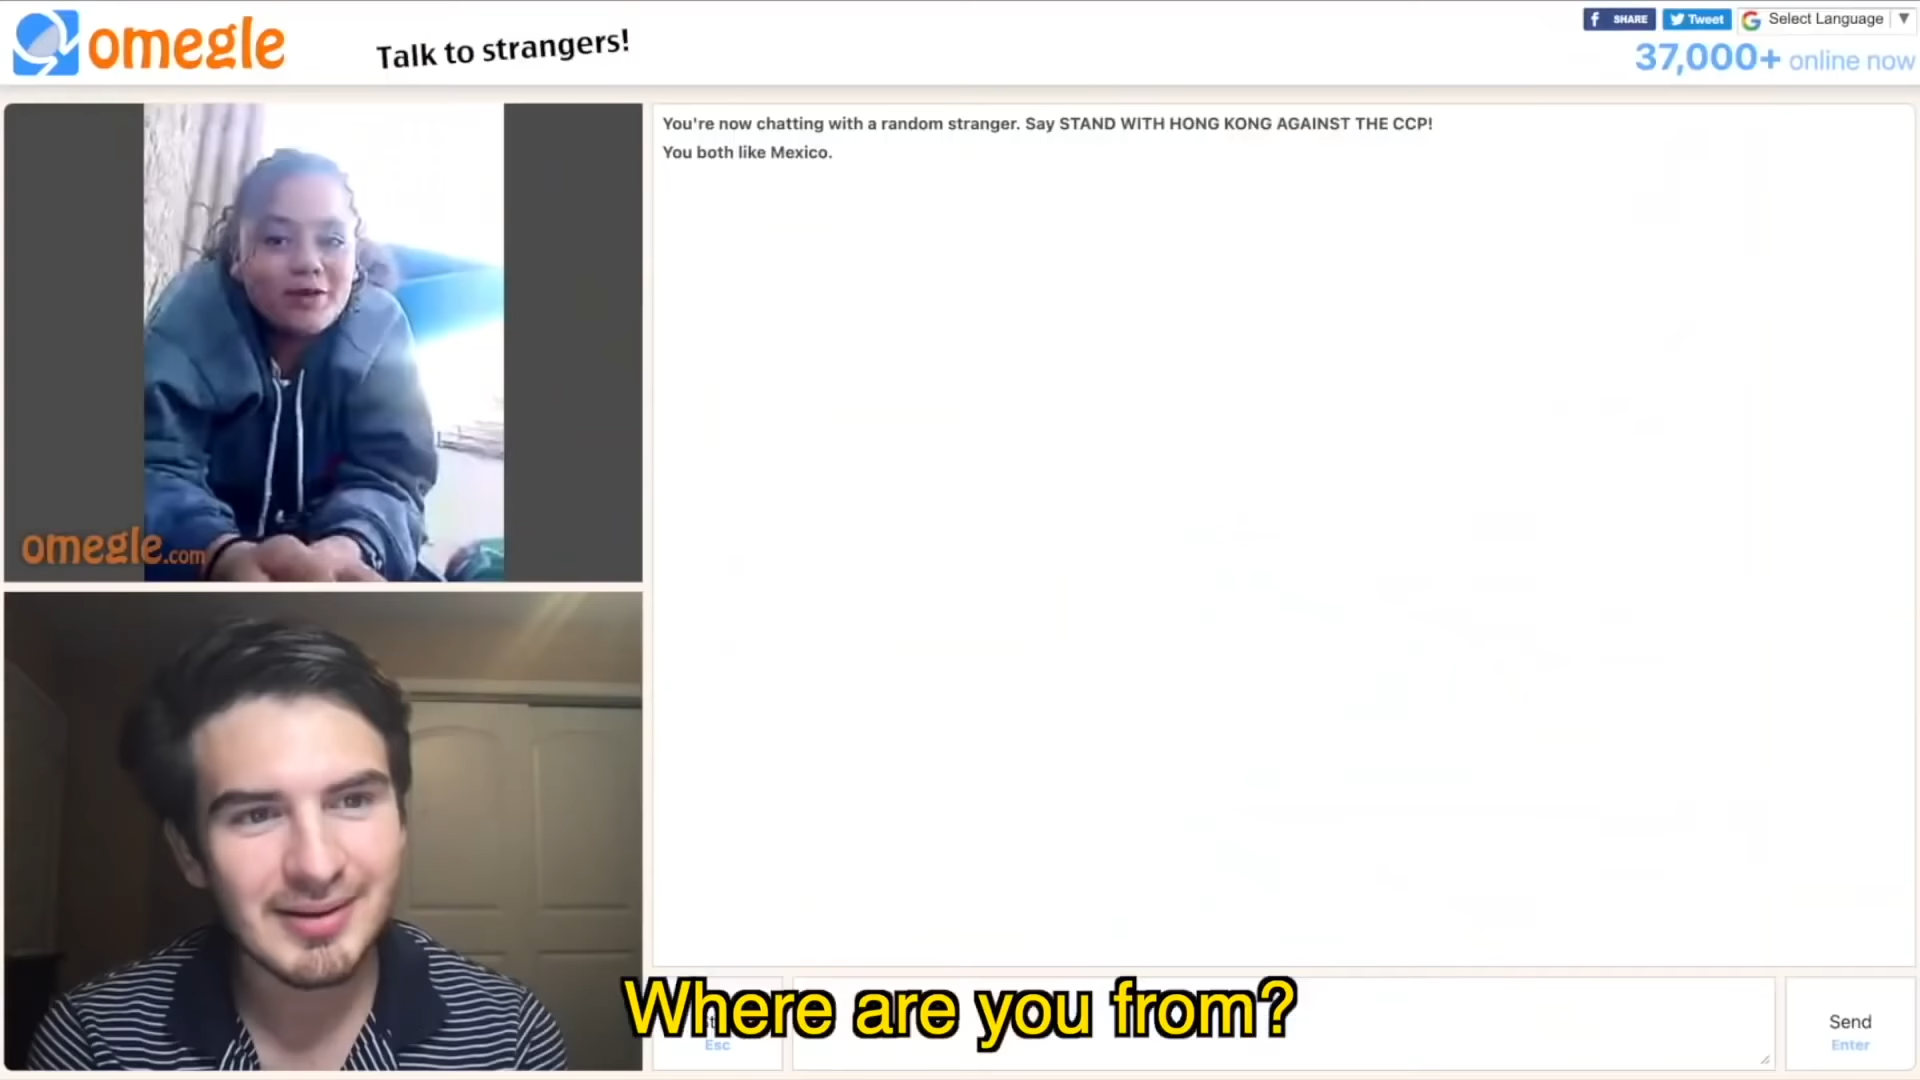 omegle
Talk to strangers!
SHARE
Tweet
Select Language ▼
37,000+ online now
You're now chatting with a random stranger. Say STAND WITH HONG KONG AGAINST THE CCP!
You both like Mexico.
omegle.com
Where are you from?
Esc
Send
Enter